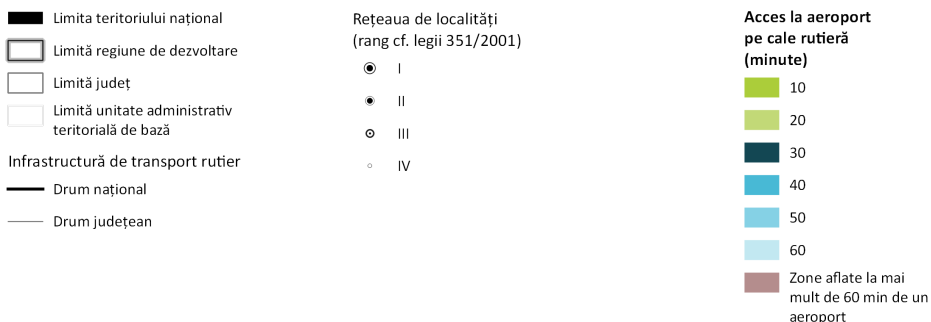 Limita teritoriului național
Limită regiune de dezvoltare
Limită județ
Limită unitate administrativ
teritorială de bază
Infrastructură de transport rutier
Drum național
Drum județean
Rețeaua de localități
(rang cf. legii 351/2001)
I
II
III
IV
Acces la aeroport
pe cale rutieră
(minute)
10
20
30
40
50
60
Zone aflate la mai
mult de 60 min de un
aeroport